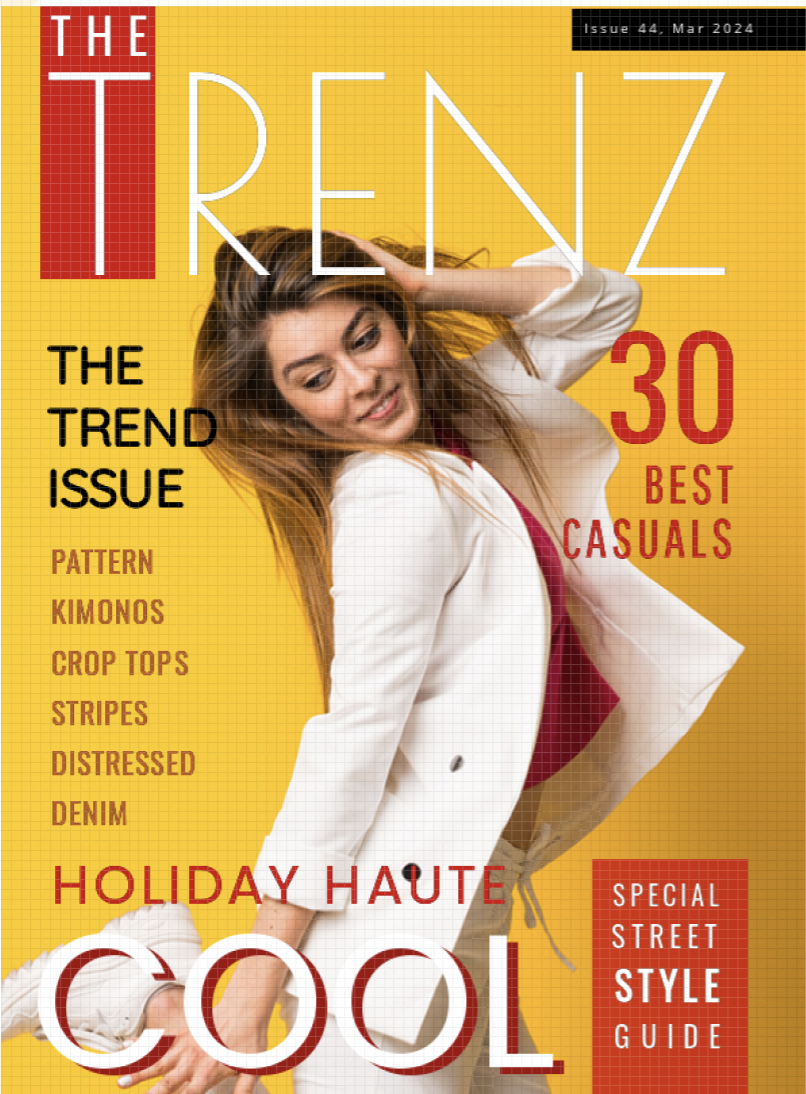 Issue 44, Mar 2024
THE
TRENZ
THE
TREND
ISSUE
PATTERN
KIMONOS
CROP TOPS
STRIPES
DISTRESSED
DENIM
30
BEST
CASUALS
HOLIDAY HAUTE
COOL
SPECIAL
STREET
STYLE
GUIDE